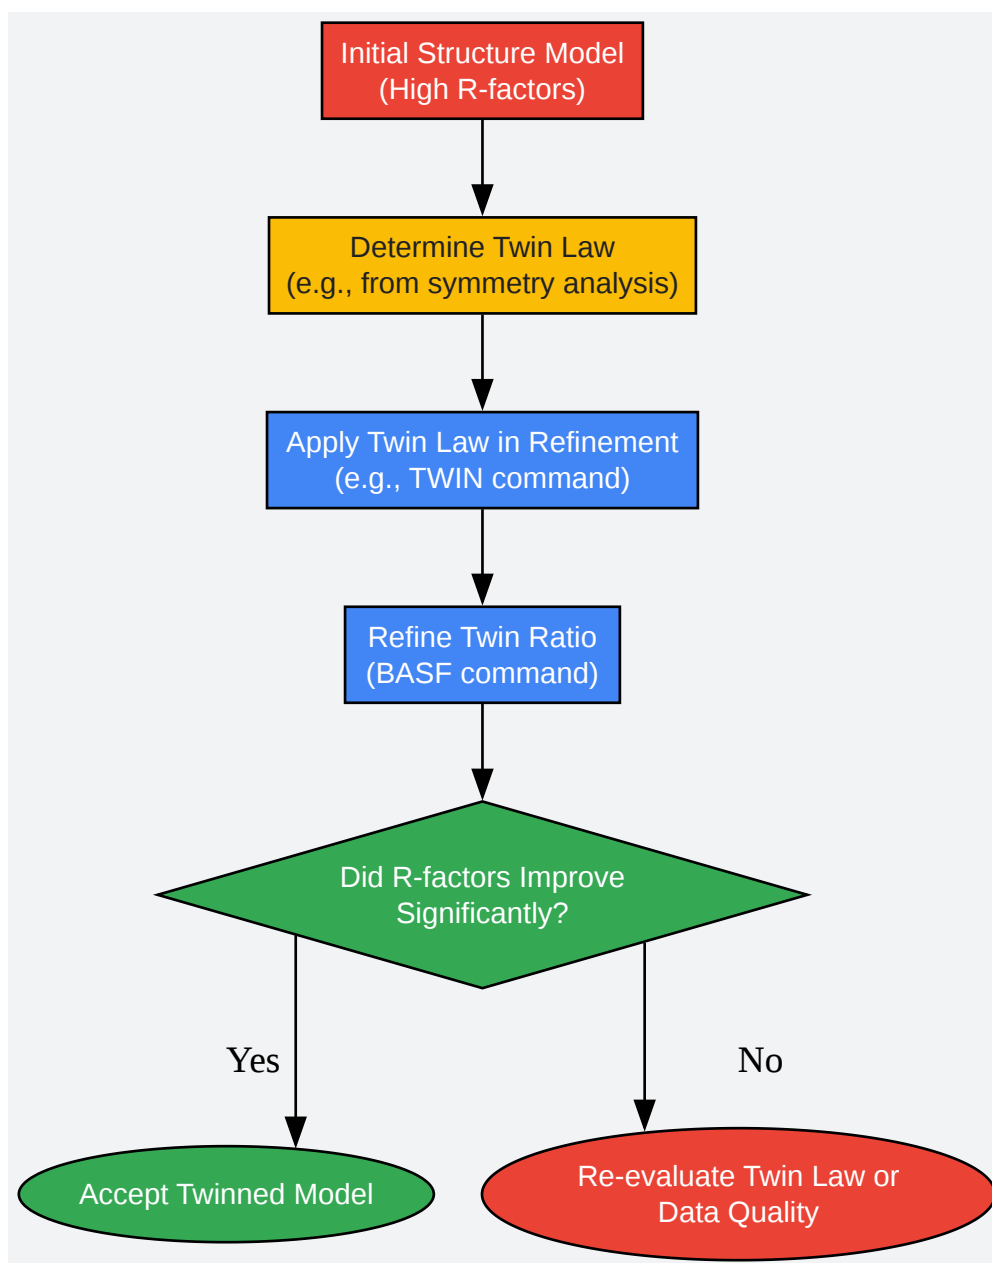 Initial Structure Model
(High R-factors)
Determine Twin Law
(e.g., from symmetry analysis)
Apply Twin Law in Refinement
(e.g., TWIN command)
Refine Twin Ratio
(BASF command)
Did R-factors Improve
Significantly?
Yes
No
Accept Twinned Model
Re-evaluate Twin Law or
Data Quality